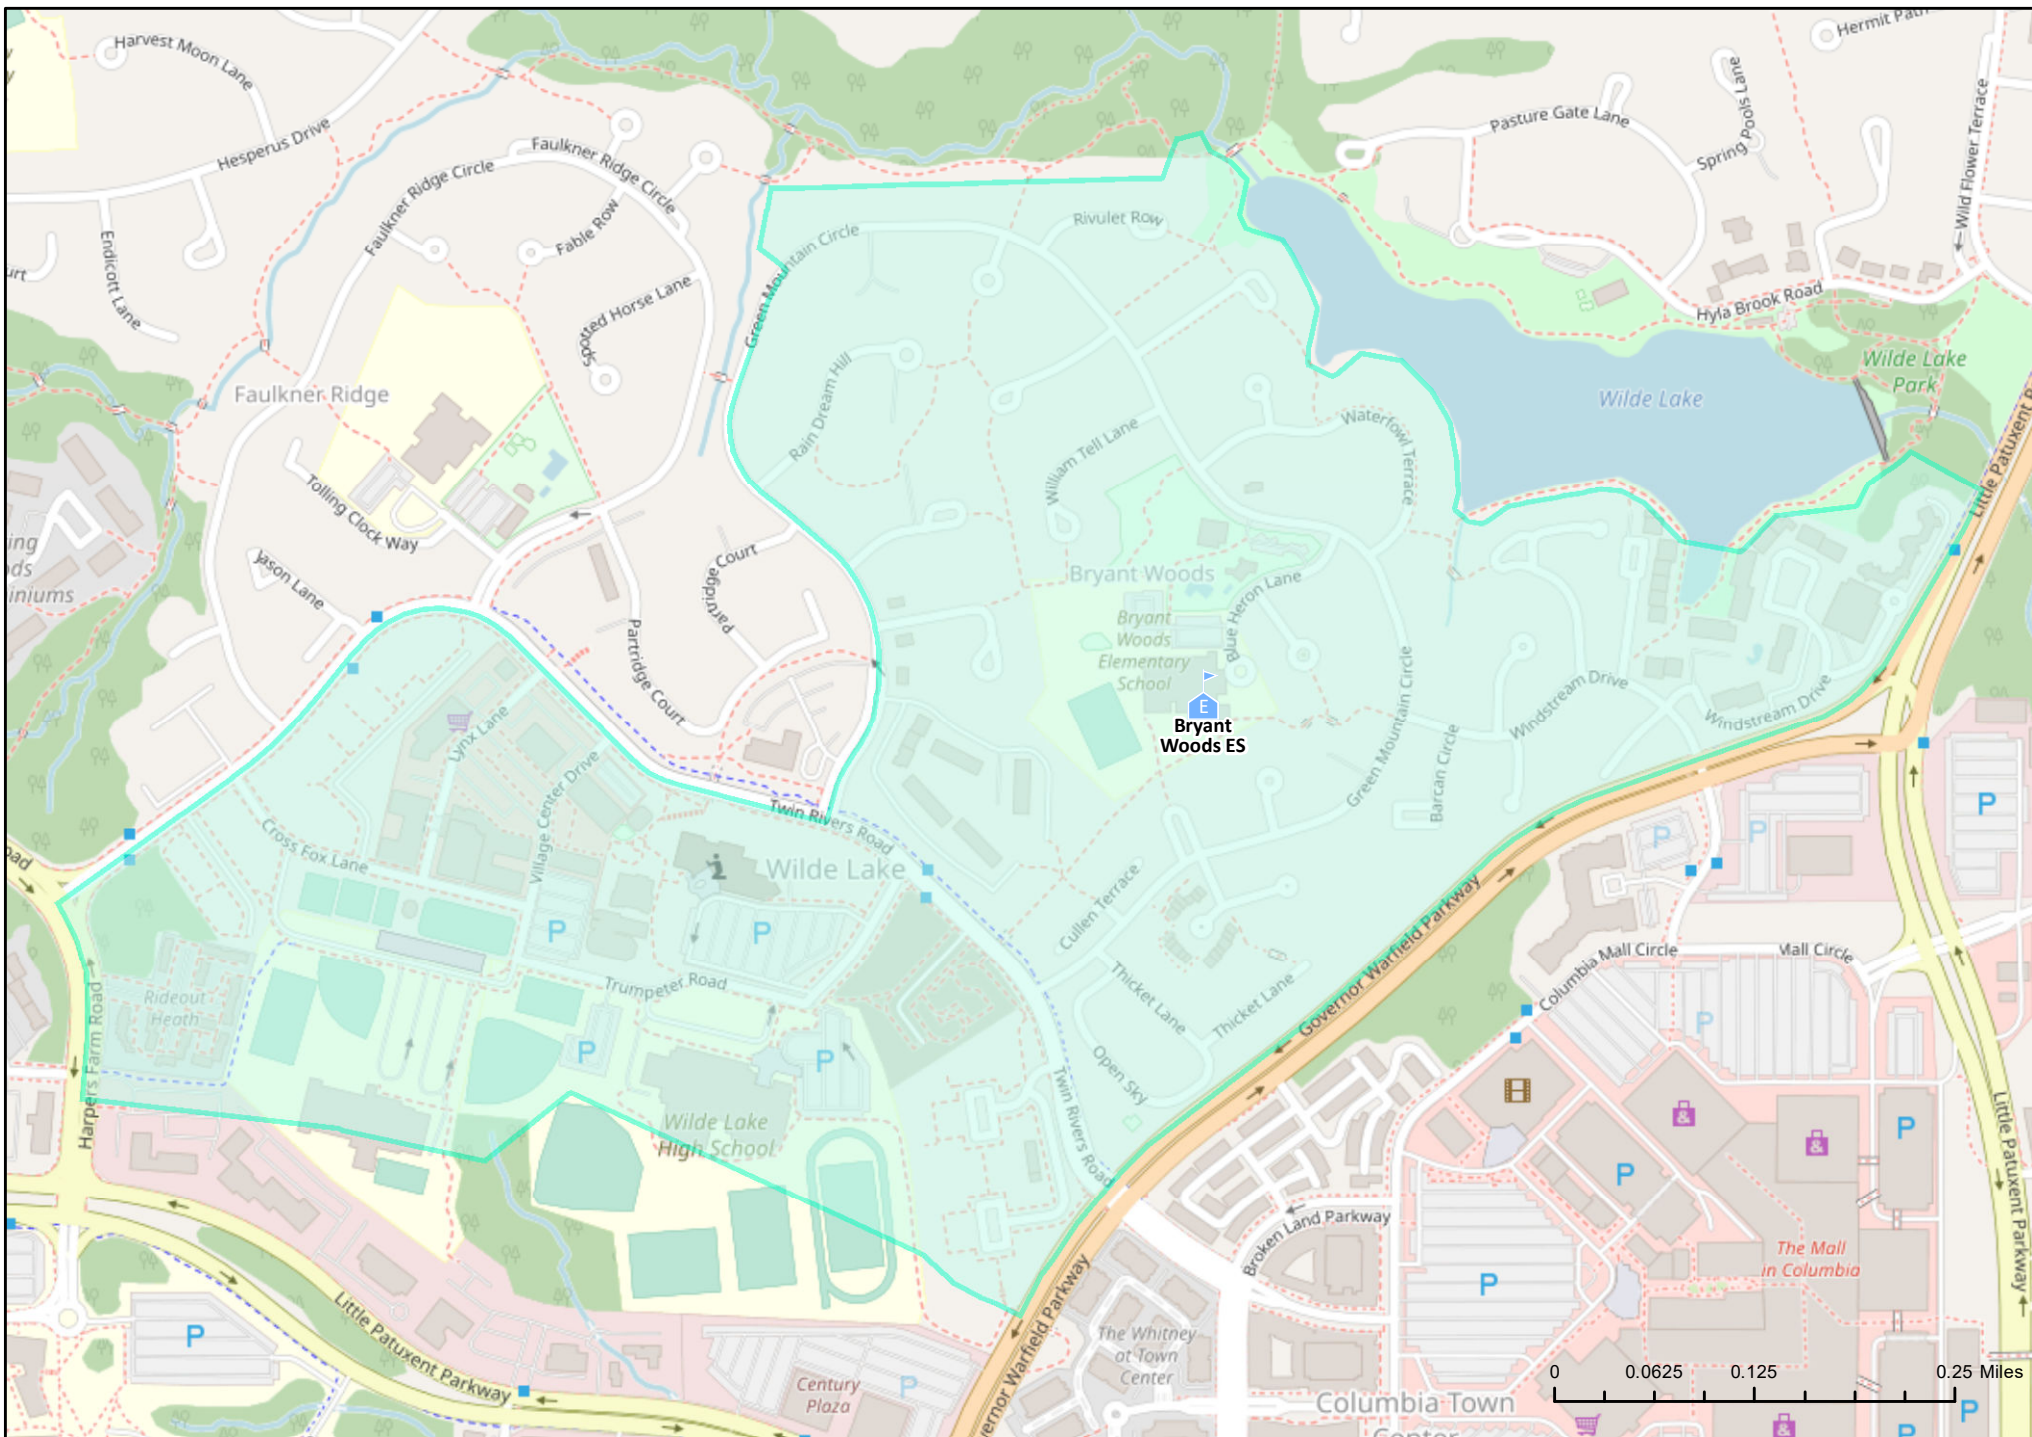 Harvest Moon Lane
Hesperus Drive
Faulkner Ridge Circle
Faulkner Ridge Circle
Fable Row
Spotted Horse Lane
Endicott Lane
urt
Hermit Path
Pasture Gate Lane
Spring Pools Lane
Wild Flower Terrace
Hyla Brook Road
Wilde Lake
Park
Wilde Lake
Rivulet Row
Green Mountain Circle
Rain Dream Hill
William Tell Lane
Waterfowl Terrace
Faulkner Ridge
Tolling Clock Way
Jason Lane
Partridge Court
Partridge Court
ing
ds
iniums
Bryant Woods
Bryant
Woods
Elementary
School
Blue Heron Lane
E
Bryant
Woods ES
Green Mountain Circle
Barcan Circle
Windstream Drive
Windstream Drive
Little Patuxent P
Lynx Lane
Village Center Drive
Cross Fox Lane
Twin Rivers Road
Wilde Lake
P
P
P
P
Trumpeter Road
Rideout
Heath
Harpers Farm Road
oad
Cullen Terrace
Thicket Lane
Thicket Lane
Open Sky
Twin Rivers Road
Governor Warfield Parkway
Wilde Lake
High School
Columbia Mall Circle
Mall Circle
P
P
P
P
Little Patuxent Parkway
P
P
P
The Mall
in Columbia
Broken Land Parkway
The Whitney
at Town
Center
vernor Warfield Parkway
Little Patuxent Parkway
P
Century
Plaza
P
Columbia Town
Center
P
P
0 0.0625 0.125 0.25 Miles